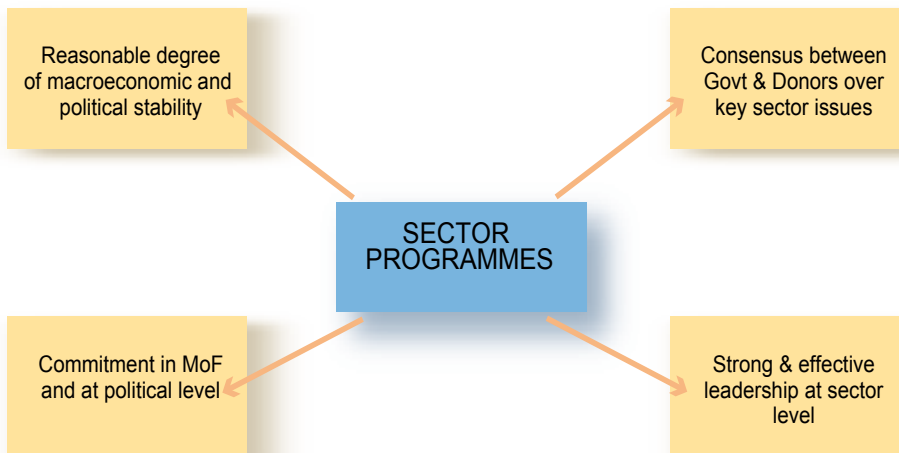 Reasonable degree
of macroeconomic and
political stability
Consensus between
Govt & Donors over
key sector issues
SECTOR
PROGRAMMES
Commitment in MoF
and at political level
Strong & effective
leadership at sector
level